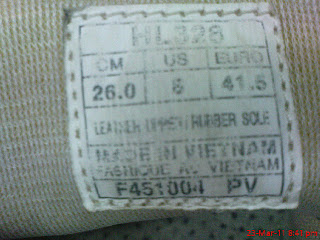 HL328
CM US EURO
26.0 8 41.5
LEATHER UPPER/RUBBER SOLE
MADE IN VIETNAM
FABRIQUE AU VIETNAM
F451004 PV